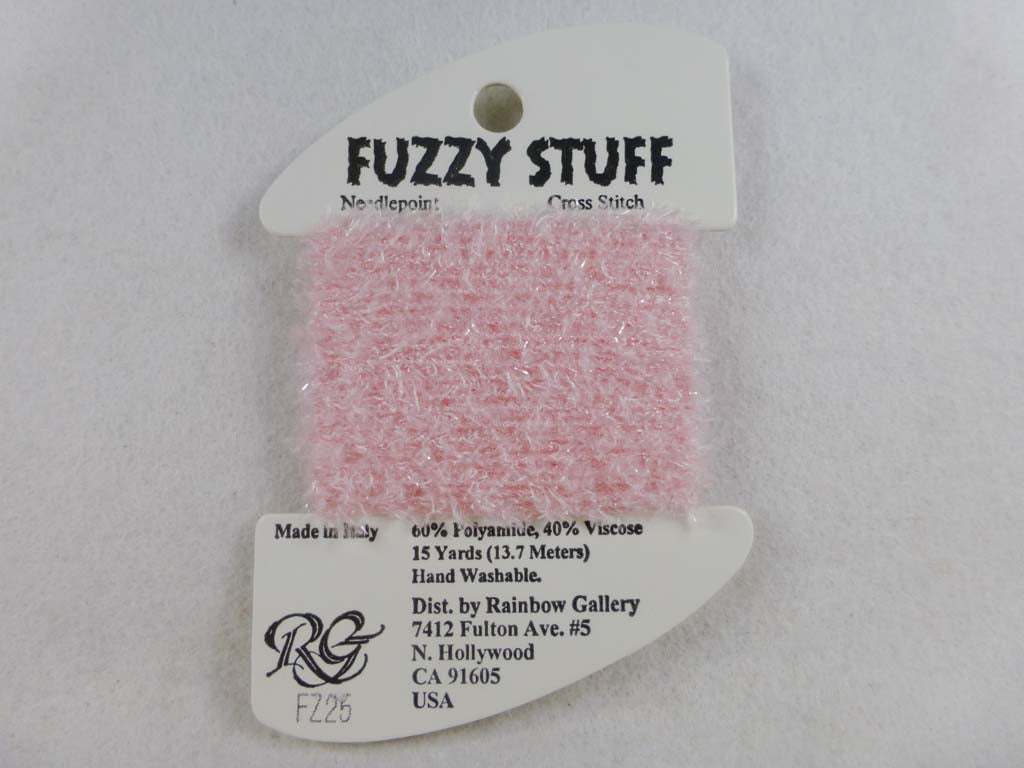 FUZZY STUFF
Needlepoint Cross Stitch
Made in Italy
60% Polyamide, 40% Viscose
15 Yards (13.7 Meters)
Hand Washable.
Dist. by Rainbow Gallery
7412 Fulton Ave. #5
N. Hollywood
CA 91605
USA
RG
FZ25